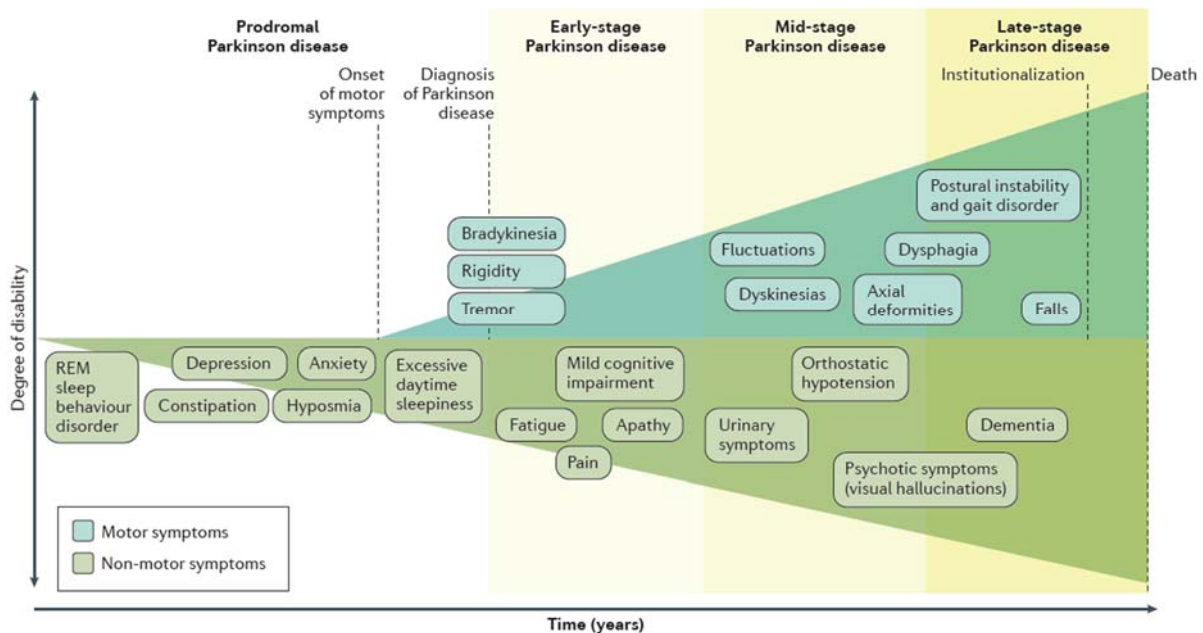 Prodromal
Parkinson disease
Early-stage
Parkinson disease
Mid-stage
Parkinson disease
Late-stage
Parkinson disease
Onset
of motor
symptoms
Diagnosis
of Parkinson
disease
Institutionalization
Death
Postural instability
and gait disorder
Bradykinesia
Fluctuations
Dysphagia
Rigidity
Dyskinesias
Axial
deformities
Tremor
Falls
Degree of disability
REM
sleep
behaviour
disorder
Depression
Anxiety
Excessive
daytime
sleepiness
Mild cognitive
impairment
Orthostatic
hypotension
Constipation
Hyposmia
Fatigue
Apathy
Urinary
symptoms
Dementia
Pain
Psychotic symptoms
(visual hallucinations)
Motor symptoms
Non-motor symptoms
Time (years)